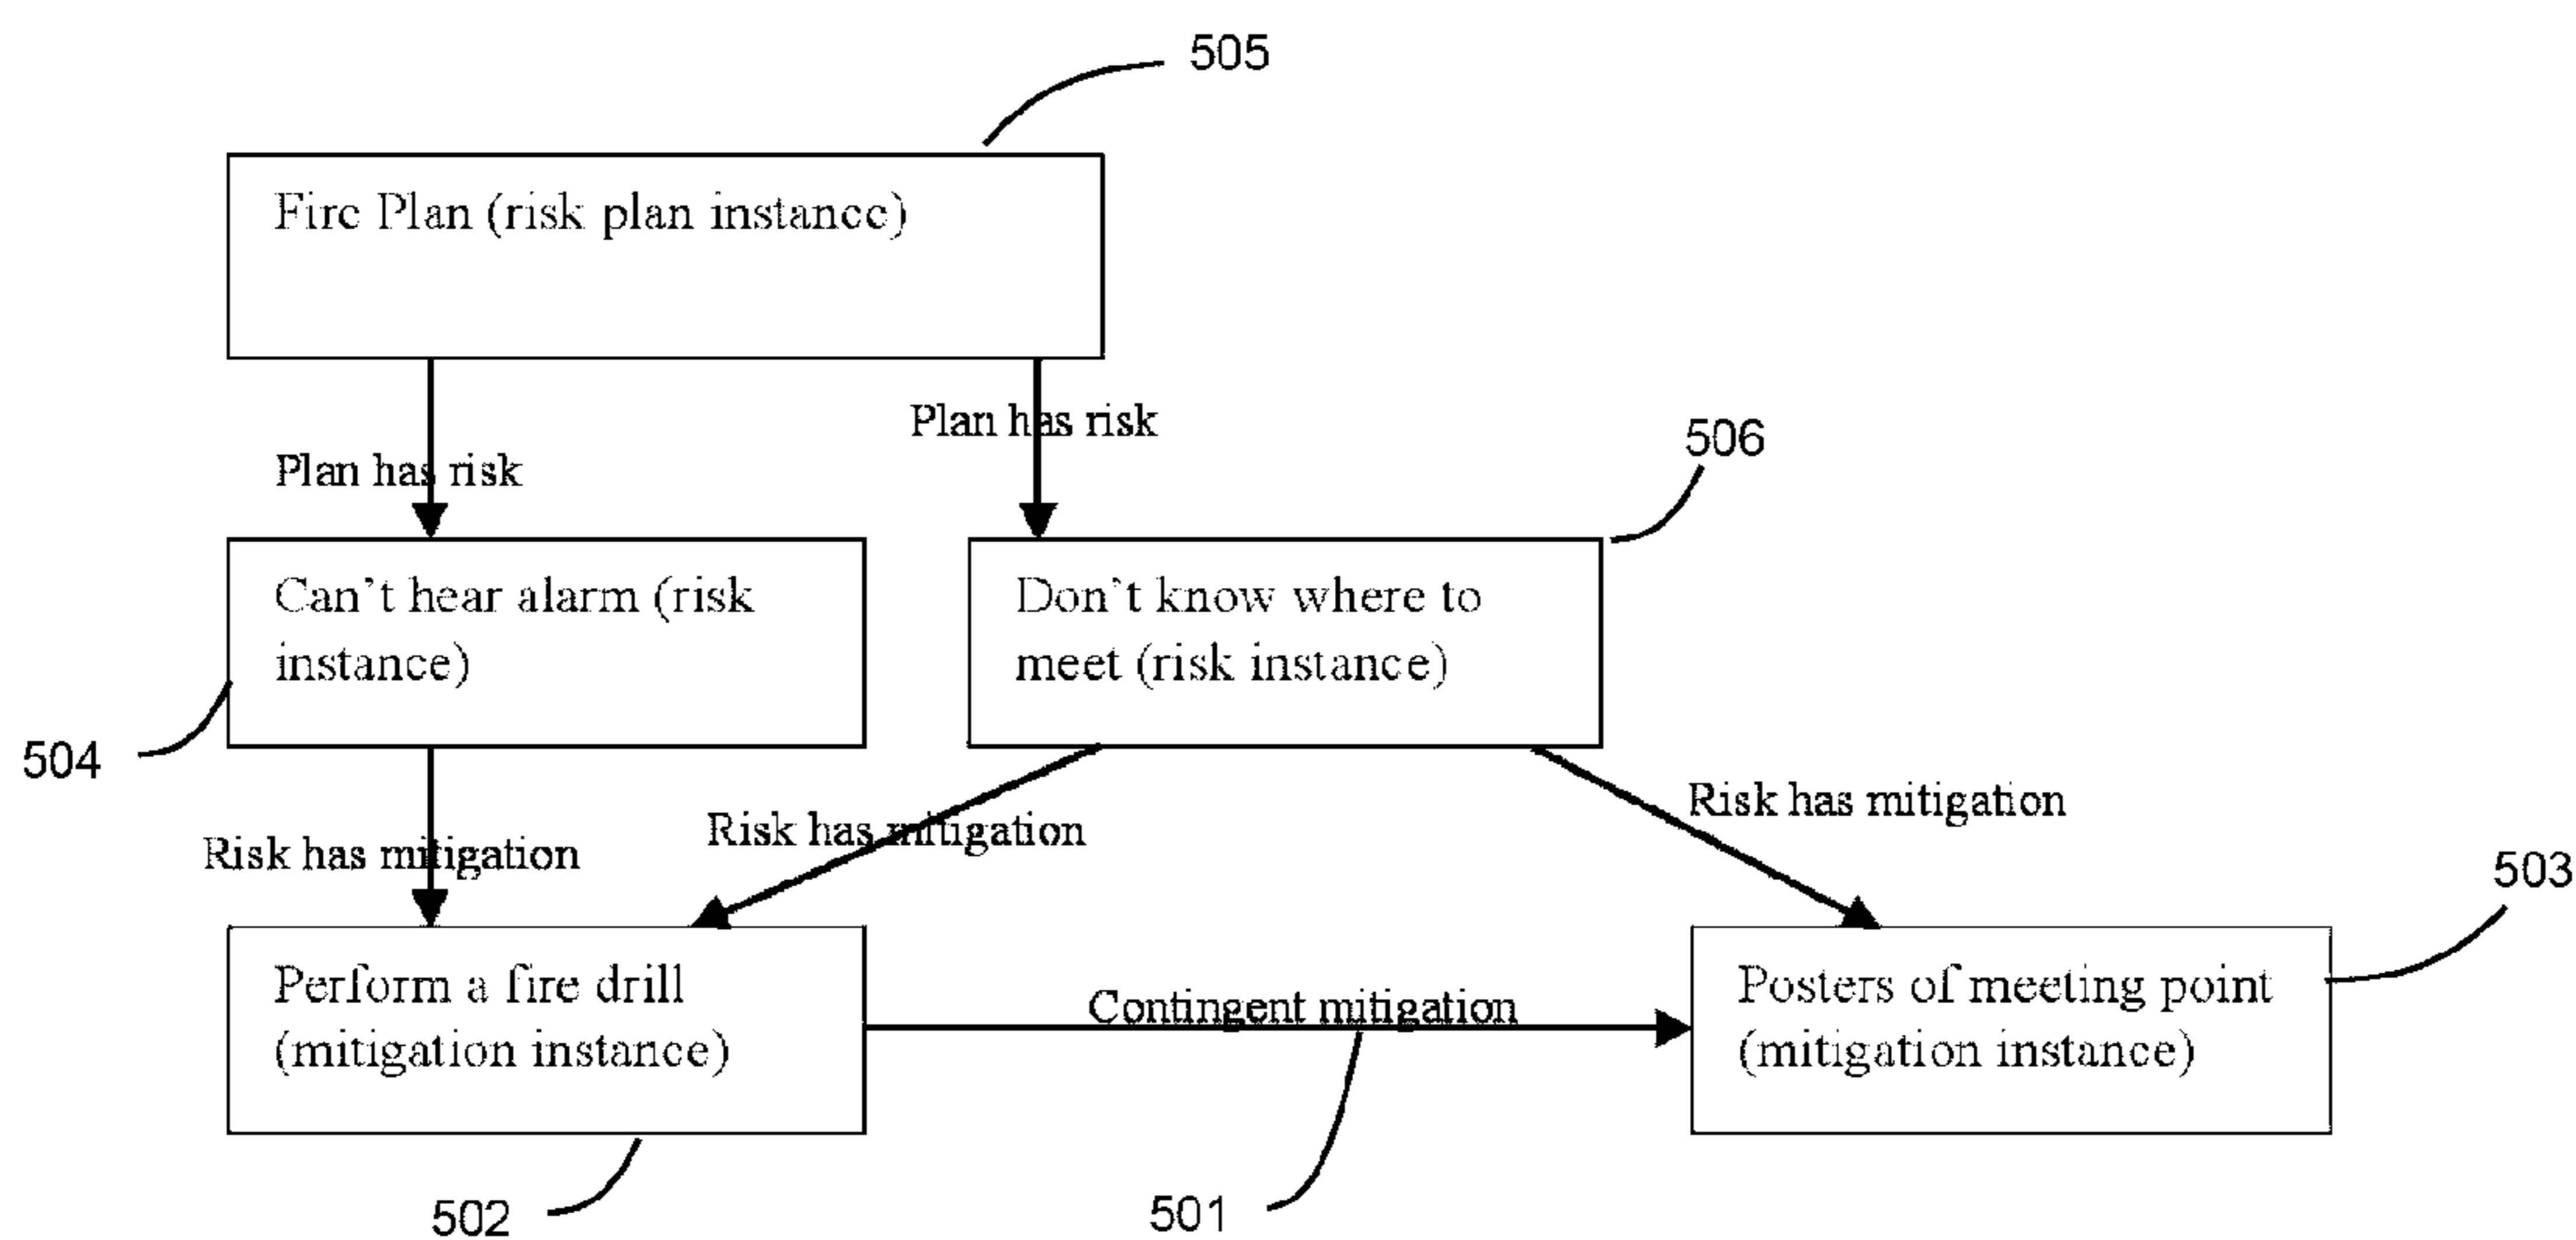 505
Fire Plan (risk plan instance)
Plan has risk
506
Plan has risk
Can't hear alarm (risk
instance)
Don't know where to
meet (risk instance)
504
Risk has mitigation
Risk has mitigation
Risk has mitigation
503
Perform a fire drill
(mitigation instance)
Contingent mitigation
Posters of meeting point
(mitigation instance)
502
501